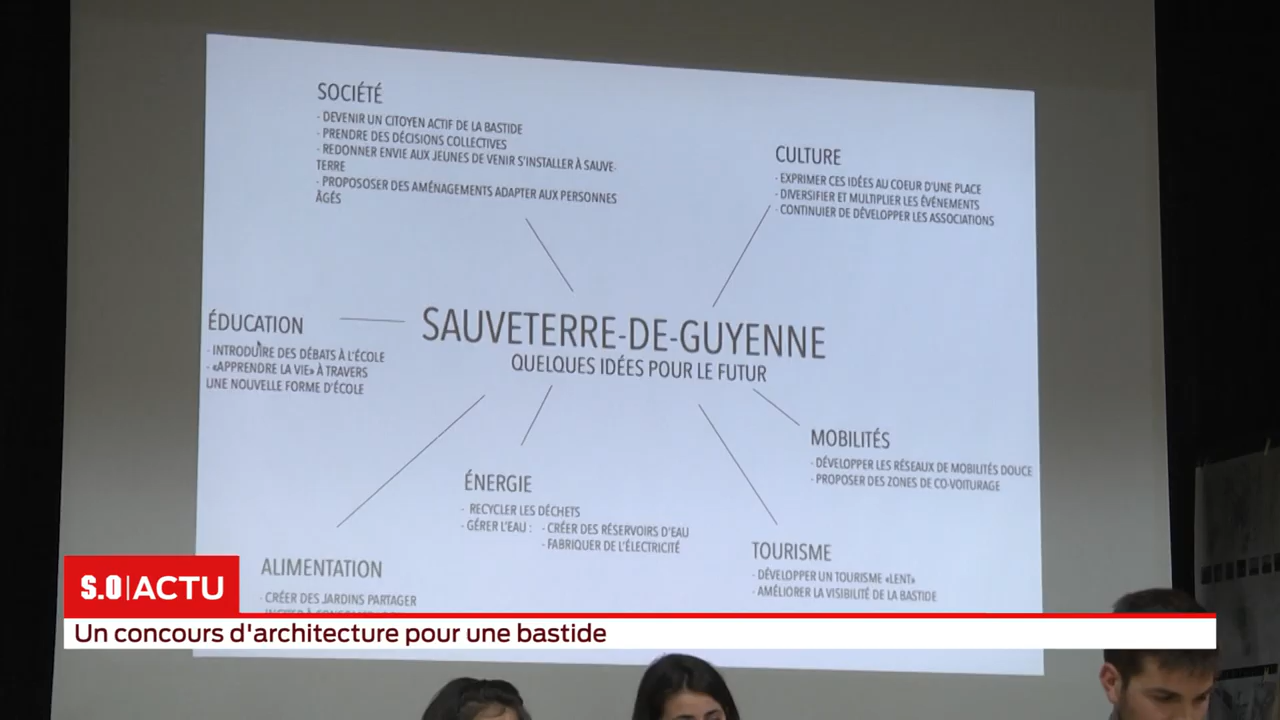 SOCIÉTÉ
- DEVENIR UN CITOYEN ACTIF DE LA BASTIDE
- PRENDRE DES DÉCISIONS COLLECTIVES
- REDONNER ENVIE AUX JEUNES DE VENIR S'INSTALLER À SAUVE-
TERRE
- PROPOSOSER DES AMÉNAGEMENTS ADAPTER AUX PERSONNES
ÂGÉS
CULTURE
- EXPRIMER CES IDÉES AU COEUR D'UNE PLACE
- DIVERSIFIER ET MULTIPLIER LES ÉVÉNEMENTS
- CONTINUIER DE DÉVELOPPER LES ASSOCIATIONS
SAUVETERRE-DE-GUYENNE
QUELQUES IDÉES POUR LE FUTUR
ÉDUCATION
- INTRODUIRE DES DÉBATS À L'ÉCOLE
- «APPRENDRE LA VIE» À TRAVERS
UNE NOUVELLE FORME D'ÉCOLE
MOBILITÉS
- DÉVELOPPER LES RÉSEAUX DE MOBILITÉS DOUCE
- PROPOSER DES ZONES DE CO-VOITURAGE
ÉNERGIE
- RECYCLER LES DÉCHETS
- GÉRER L'EAU : - CRÉER DES RÉSERVOIRS D'EAU
- FABRIQUER DE L'ÉLECTRICITÉ
TOURISME
- DÉVELOPPER UN TOURISME «LENT»
- AMÉLIORER LA VISIBILITÉ DE LA BASTIDE
ALIMENTATION
- CRÉER DES JARDINS PARTAGER
S.O|ACTU
Un concours d'architecture pour une bastide